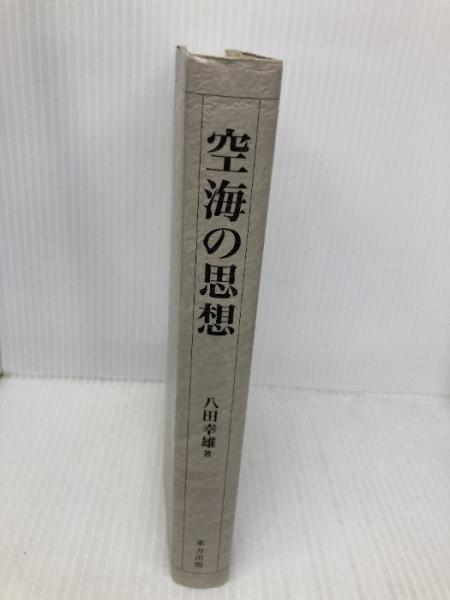 空海の思想
八田幸雄 著
東方出版